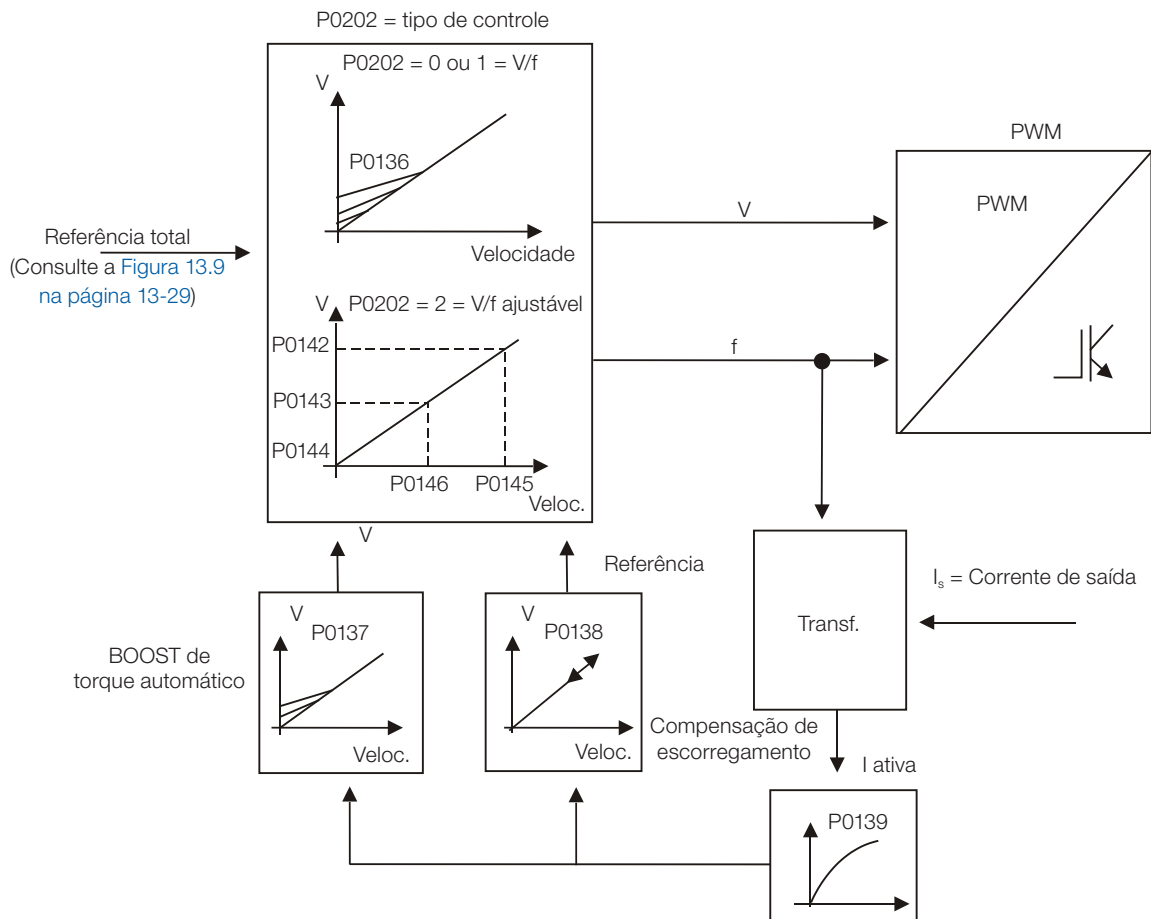 P0202 = tipo de controle
P0202 = 0 ou 1 = V/f
V
P0136
Velocidade
Referência total
(Consulte a Figura 13.9
na página 13-29)
V
P0202 = 2 = V/f ajustável
P0142
P0143
P0144
P0146
P0145
Veloc.
V
f
PWM
PWM
V
Referência
BOOST de
torque automático
V
P0137
Veloc.
V
P0138
Veloc.
Compensação de
escorregamento
Transf.
Is = Corrente de saída
I ativa
P0139